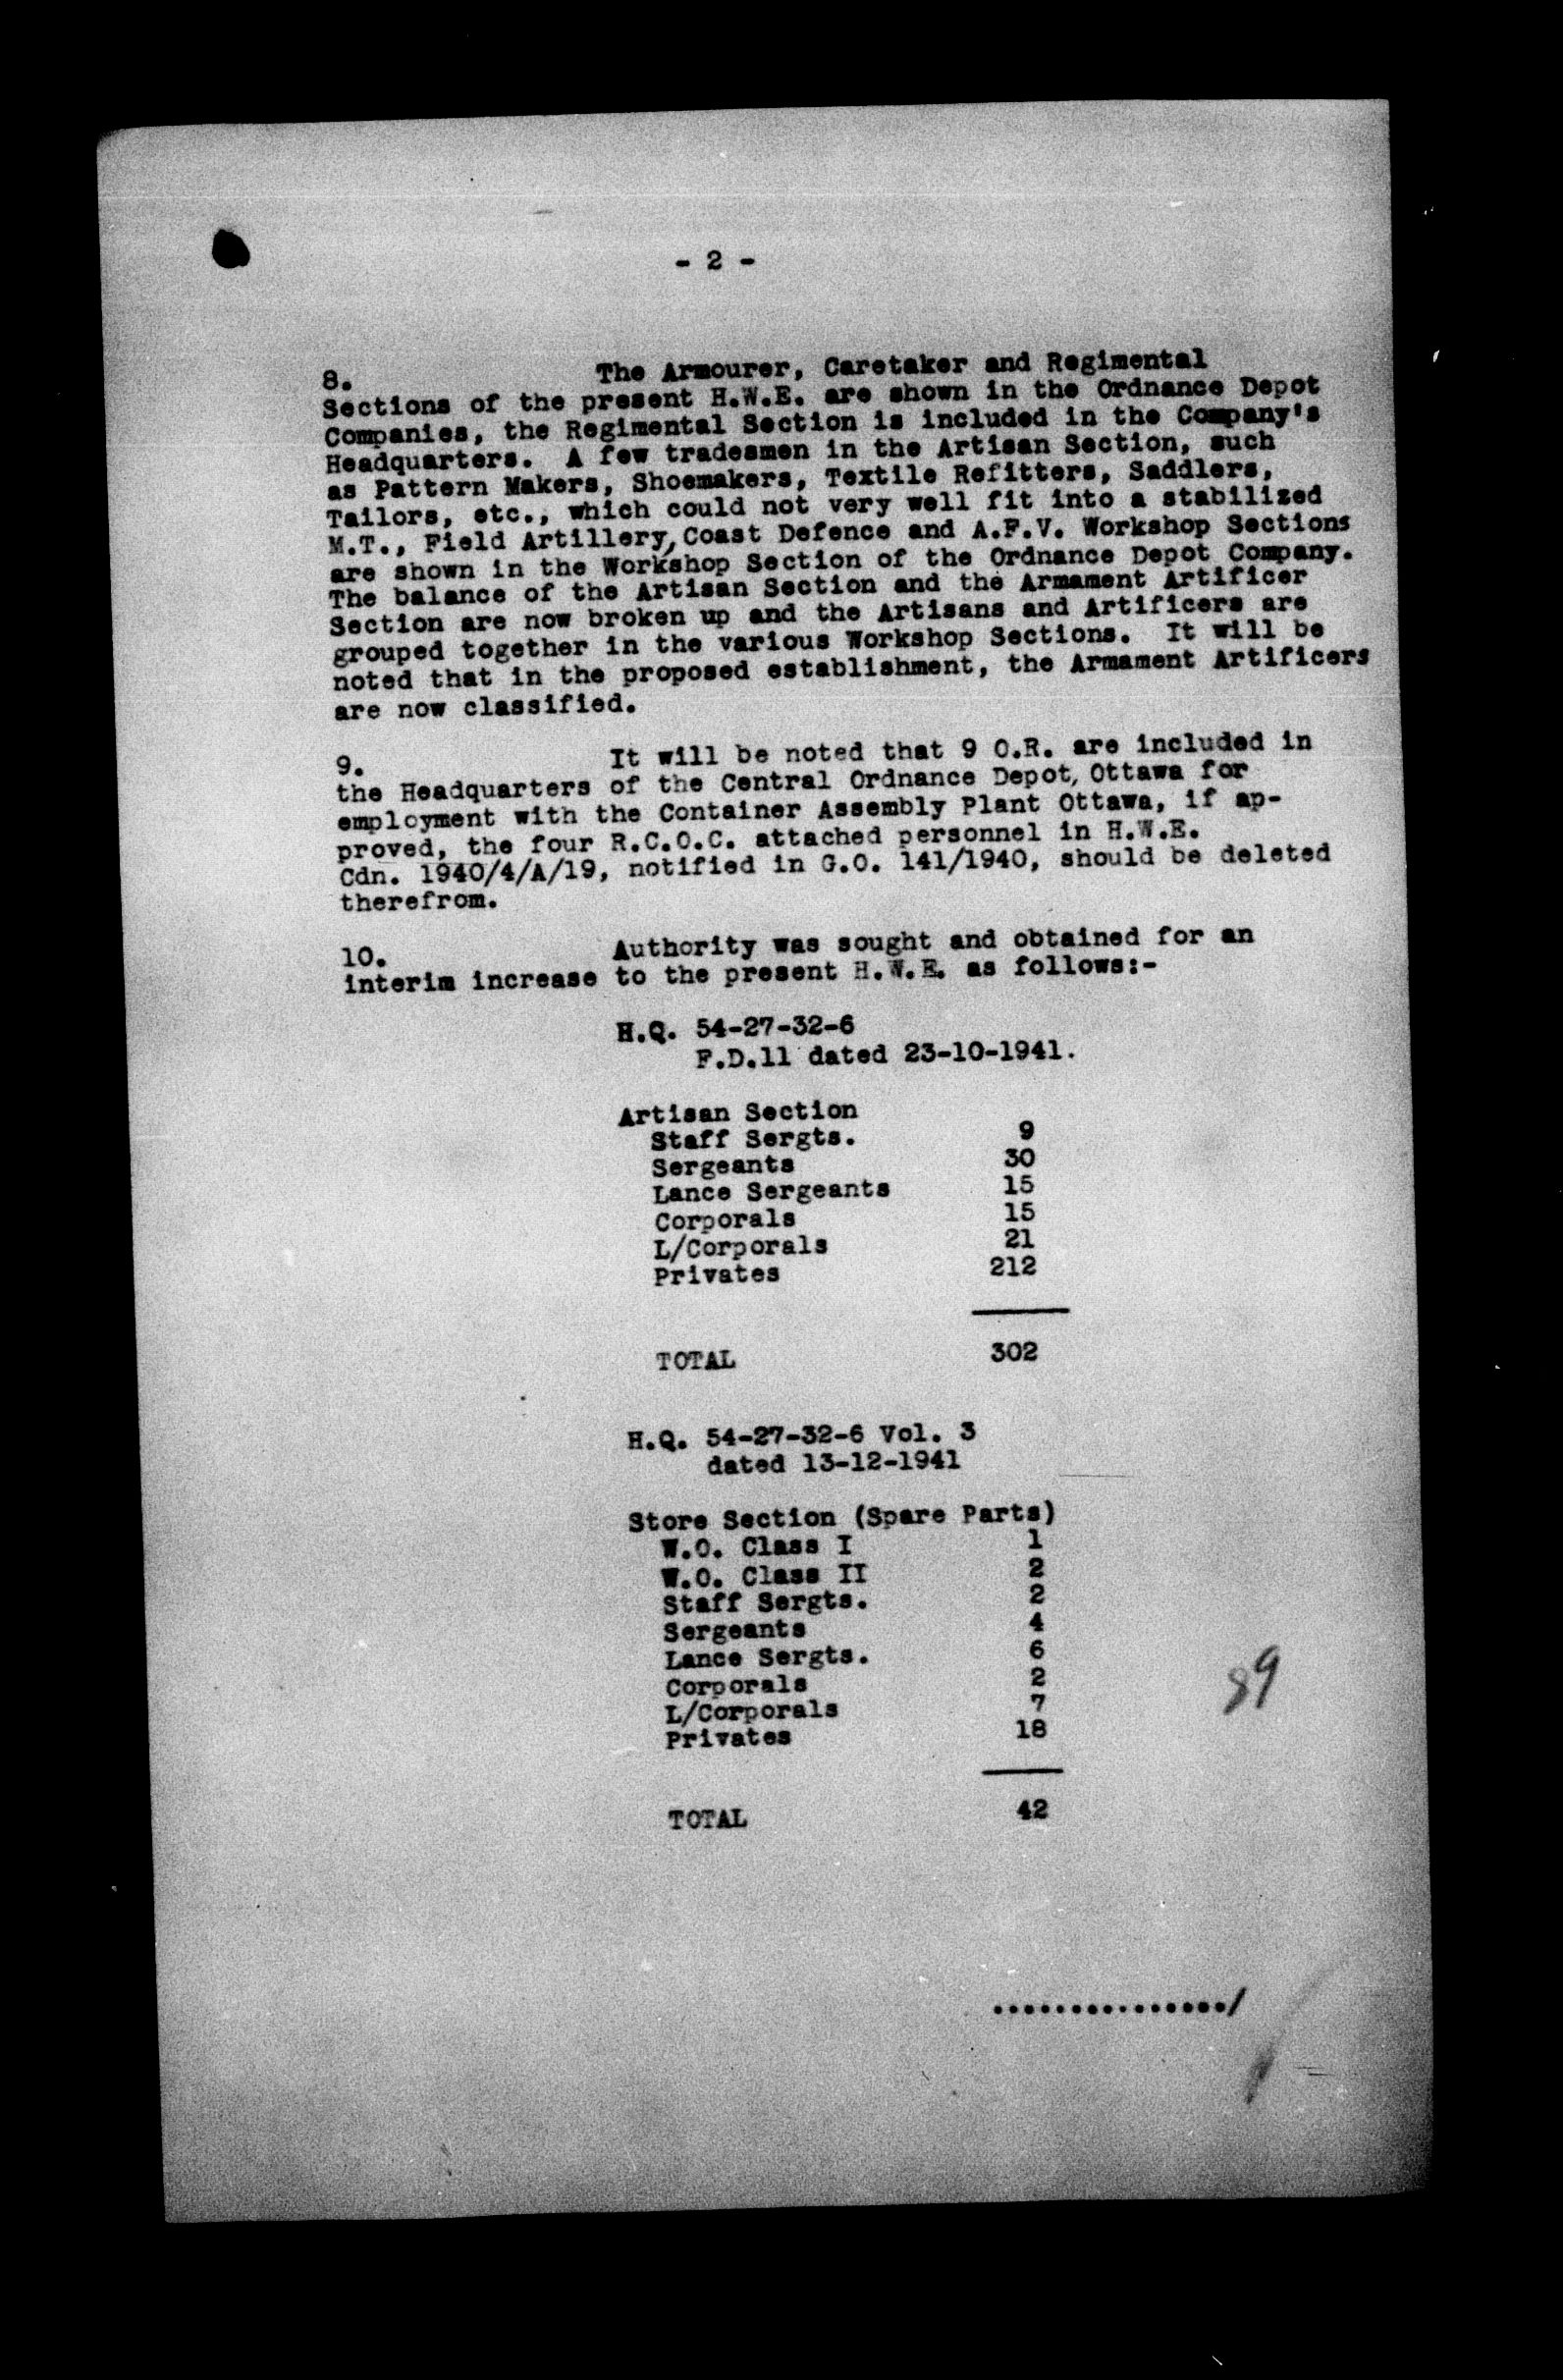 - 2 -
8. The Armourer, Caretaker and Regimental
Sections of the present H.W.E. are shown in the Ordnance Depot
Companies, the Regimental Section is included in the Company's
Headquarters. A few tradesmen in the Artisan Section, such
as Pattern Makers, Shoemakers, Textile Refitters, Saddlers,
Tailors, etc., which could not very well fit into a stabilized
M.T., Field Artillery, Coast Defence and A.F.V. Workshop Sections
are shown in the Workshop Section of the Ordnance Depot Company.
The balance of the Artisan Section and the Armament Artificer
Section are now broken up and the Artisans and Artificers are
grouped together in the various Workshop Sections. It will be
noted that in the proposed establishment, the Armament Artificers
are now classified.
9. It will be noted that 9 O.R. are included in
the Headquarters of the Central Ordnance Depot, Ottawa for
employment with the Container Assembly Plant Ottawa, if ap-
proved, the four R.C.O.C. attached personnel in H.W.E.
Cdn. 1940/4/A/19, notified in G.O. 141/1940, should be deleted
therefrom.
10. Authority was sought and obtained for an
interim increase to the present H.W.E. as follows:-
H.Q. 54-27-32-6
F.D.11 dated 23-10-1941.
Artisan Section
Staff Sergts. 9
Sergeants 30
Lance Sergeants 15
Corporals 15
L/Corporals 21
Privates 212
TOTAL 302
H.Q. 54-27-32-6 Vol. 3
dated 13-12-1941
Store Section (Spare Parts)
W.O. Class I 1
W.O. Class II 2
Staff Sergts. 2
Sergeants 4
Lance Sergts. 6
Corporals 2
L/Corporals 7
Privates 18
89
TOTAL 42
.............../